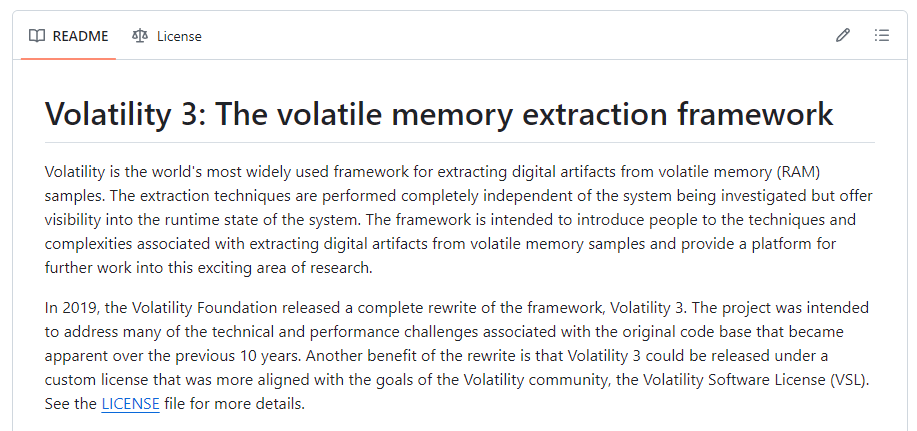 README License
Volatility 3: The volatile memory extraction framework
Volatility is the world's most widely used framework for extracting digital artifacts from volatile memory (RAM)
samples. The extraction techniques are performed completely independent of the system being investigated but offer
visibility into the runtime state of the system. The framework is intended to introduce people to the techniques and
complexities associated with extracting digital artifacts from volatile memory samples and provide a platform for
further work into this exciting area of research.
In 2019, the Volatility Foundation released a complete rewrite of the framework, Volatility 3. The project was intended
to address many of the technical and performance challenges associated with the original code base that became
apparent over the previous 10 years. Another benefit of the rewrite is that Volatility 3 could be released under a
custom license that was more aligned with the goals of the Volatility community, the Volatility Software License (VSL).
See the LICENSE file for more details.